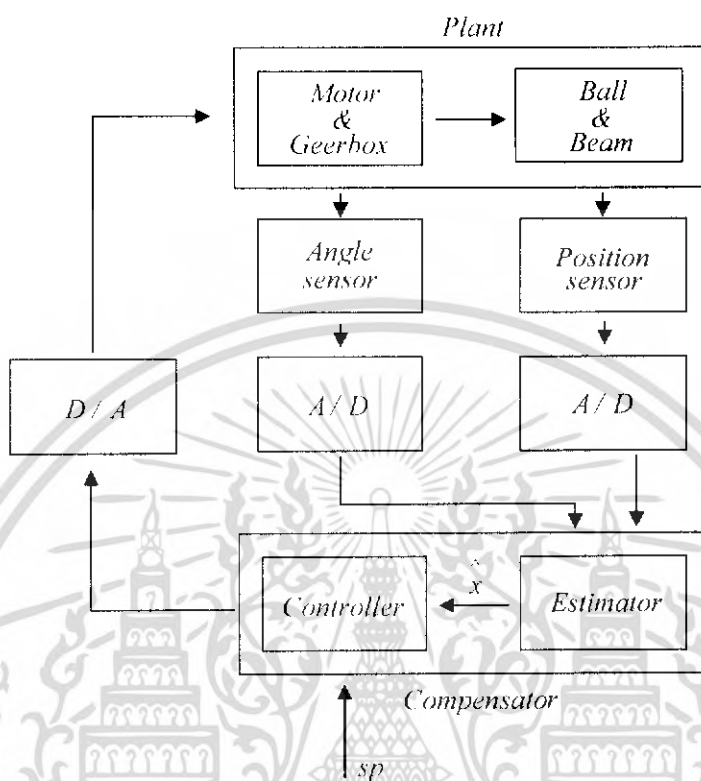 Plant
Motor
&
Geerbox
Ball
&
Beam
Angle
sensor
Position
sensor
D / A
A / D
A / D
Controller
x̂
Estimator
Compensator
sp